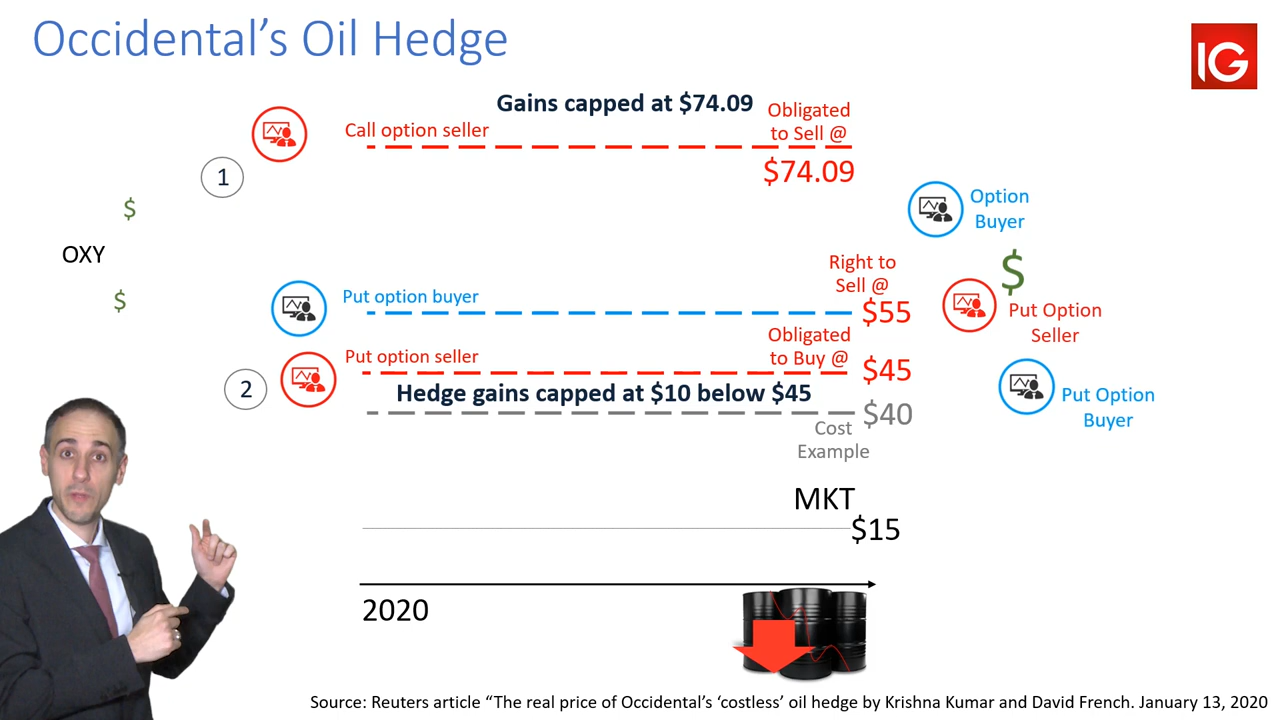 Occidental’s Oil Hedge
IG
Gains capped at $74.09
Obligated
to Sell @
Call option seller
$74.09
1
Option
Buyer
$
OXY
$
$
Right to
Sell @
Put option buyer
$55
Put Option
Seller
Obligated
to Buy @
Put option seller
$45
2
Hedge gains capped at $10 below $45
Put Option
Buyer
$40
Cost
Example
MKT
$15
2020
Source: Reuters article “The real price of Occidental’s ‘costless’ oil hedge by Krishna Kumar and David French. January 13, 2020